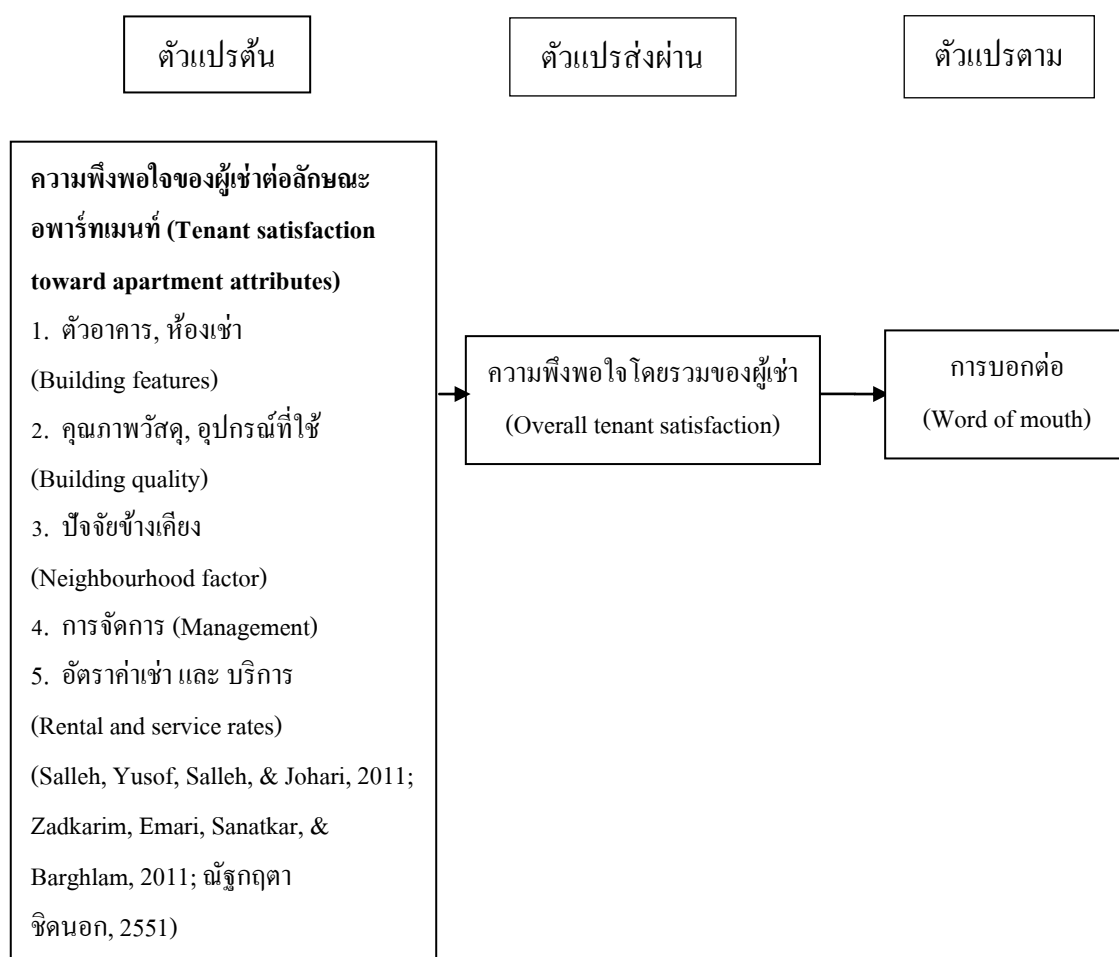 ตัวแปรต้น
ตัวแปรส่งผ่าน
ตัวแปรตาม
ความพึงพอใจของผู้เช่าต่อลักษณะ
อพาร์ทเมนท์ (Tenant satisfaction
toward apartment attributes)
1. ตัวอาคาร, ห้องเช่า
(Building features)
2. คุณภาพวัสดุ, อุปกรณ์ที่ใช้
(Building quality)
3. ปัจจัยข้างเคียง
(Neighbourhood factor)
4. การจัดการ (Management)
5. อัตราค่าเช่า และ บริการ
(Rental and service rates)
(Salleh, Yusof, Salleh, & Johari, 2011;
Zadkarim, Emari, Sanatkar, &
Barghlam, 2011; ณัฐกฤตา
ชิดนอก, 2551)
ความพึงพอใจโดยรวมของผู้เช่า
(Overall tenant satisfaction)
การบอกต่อ
(Word of mouth)